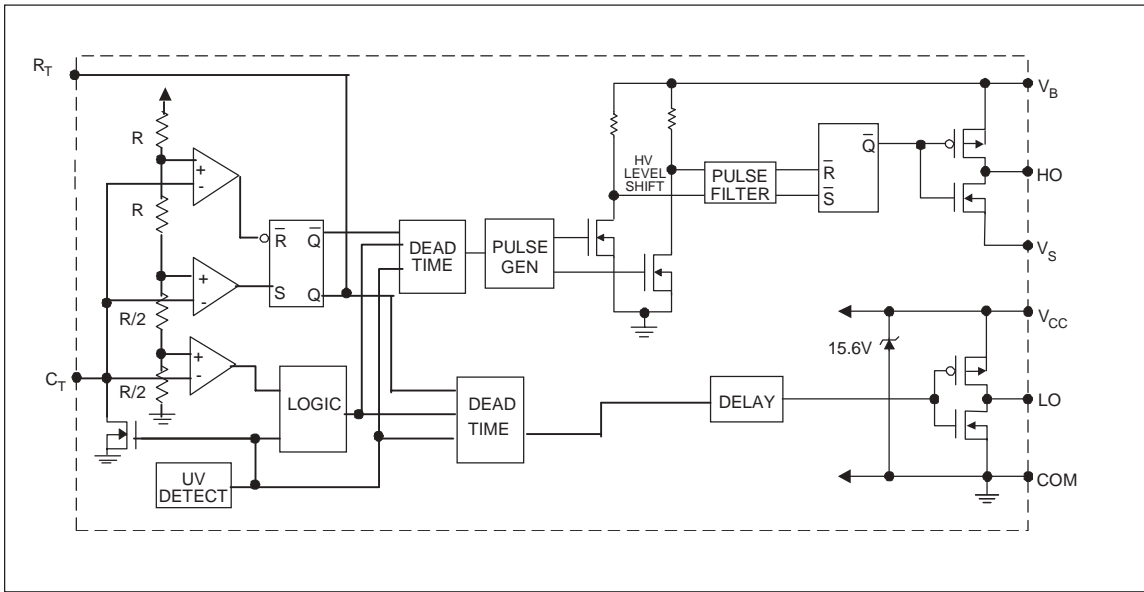 R_T
V_B
R
HV
LEVEL
SHIFT
Q̅
+
-
PULSE
FILTER
R̅
S̅
HO
R
R̅
Q̅
DEAD
TIME
PULSE
GEN
V_S
+
-
S
Q
R/2
V_CC
15.6V
+
-
C_T
R/2
LOGIC
DEAD
TIME
DELAY
LO
UV
DETECT
COM